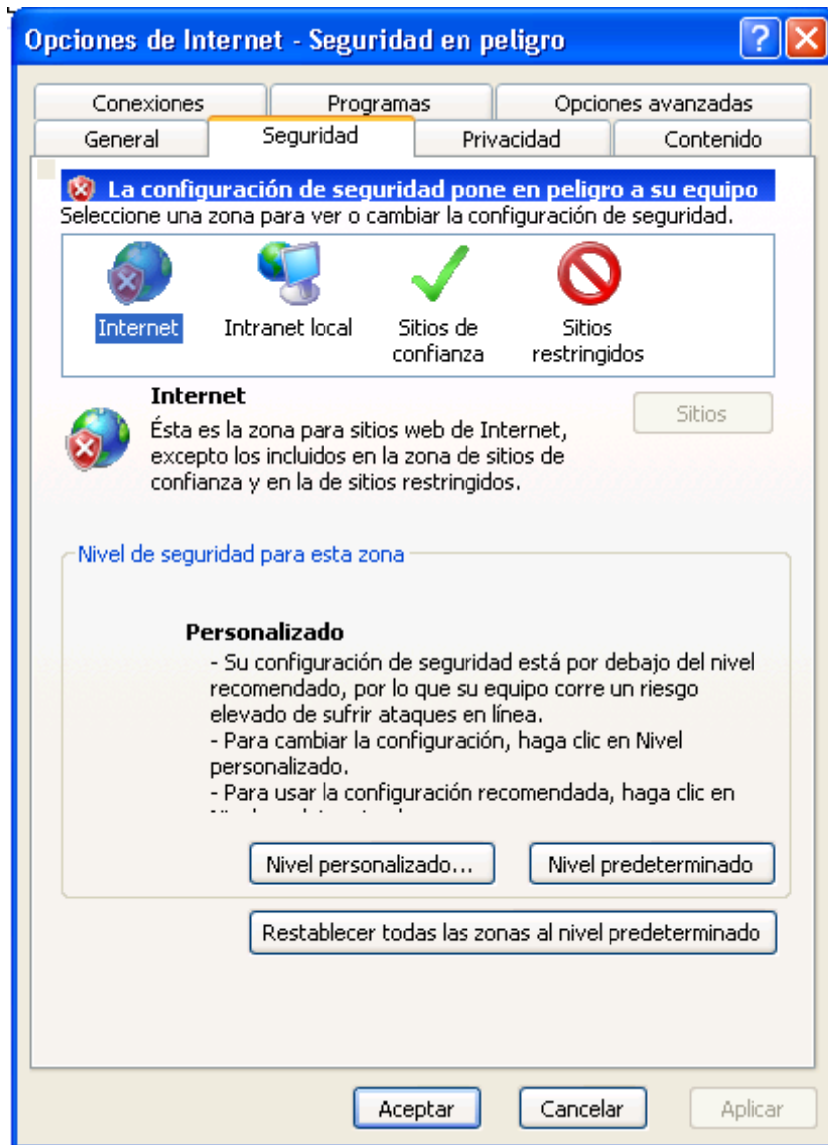 Opciones de Internet - Seguridad en peligro
Conexiones Programas Opciones avanzadas
General Seguridad Privacidad Contenido
La configuración de seguridad pone en peligro a su equipo
Seleccione una zona para ver o cambiar la configuración de seguridad.
Internet Intranet local Sitios de confianza Sitios restringidos
Internet
Sitios
Ésta es la zona para sitios web de Internet,
excepto los incluidos en la zona de sitios de
confianza y en la de sitios restringidos.
Nivel de seguridad para esta zona
Personalizado
- Su configuración de seguridad está por debajo del nivel
recomendado, por lo que su equipo corre un riesgo
elevado de sufrir ataques en línea.
- Para cambiar la configuración, haga clic en Nivel
personalizado.
- Para usar la configuración recomendada, haga clic en
Nivel personalizado... Nivel predeterminado
Restablecer todas las zonas al nivel predeterminado
Aceptar Cancelar Aplicar